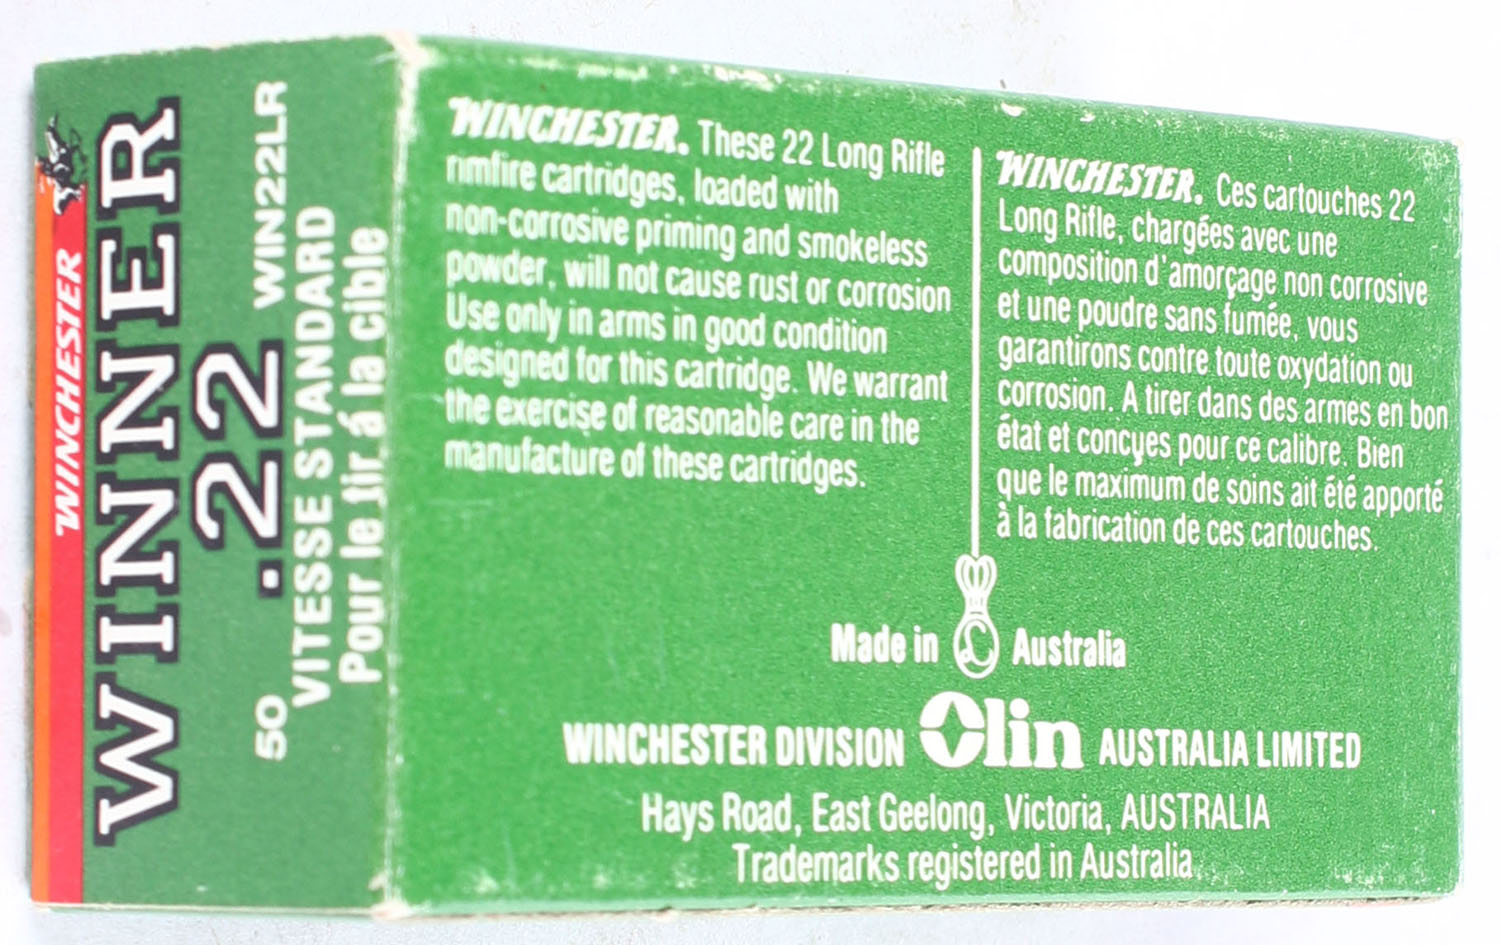 WINCHESTER
WINNER
.22
50 WIN22LR
VITESSE STANDARD
Pour le tir á la cible
WINCHESTER. These 22 Long Rifle
rimfire cartridges, loaded with
non-corrosive priming and smokeless
powder, will not cause rust or corrosion
Use only in arms in good condition
designed for this cartridge. We warrant
the exercise of reasonable care in the
manufacture of these cartridges.
WINCHESTER. Ces cartouches 22
Long Rifle, chargées avec une
composition d'amorçage non corrosive
et une poudre sans fumée, vous
garantirons contre toute oxydation ou
corrosion. A tirer dans des armes en bon
état et concyes pour ce calibre. Bien
que le maximum de soins ait été apporté
à la fabrication de ces cartouches.
Made in Australia
WINCHESTER DIVISION Olin AUSTRALIA LIMITED
Hays Road, East Geelong, Victoria, AUSTRALIA
Trademarks registered in Australia